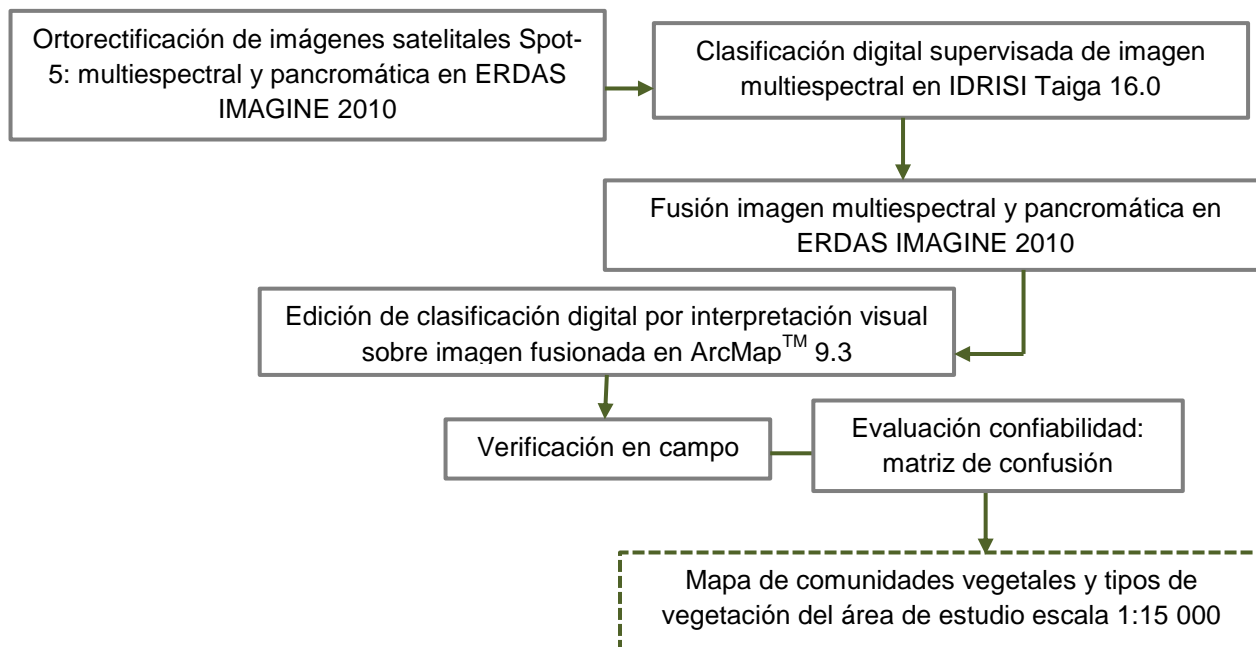 Ortorectificación de imágenes satelitales Spot-
5: multiespectral y pancromática en ERDAS
IMAGINE 2010
Clasificación digital supervisada de imagen
multiespectral en IDRISI Taiga 16.0
Fusión imagen multiespectral y pancromática en
ERDAS IMAGINE 2010
Edición de clasificación digital por interpretación visual
sobre imagen fusionada en ArcMap™ 9.3
Verificación en campo
Evaluación confiabilidad:
matriz de confusión
Mapa de comunidades vegetales y tipos de
vegetación del área de estudio escala 1:15 000